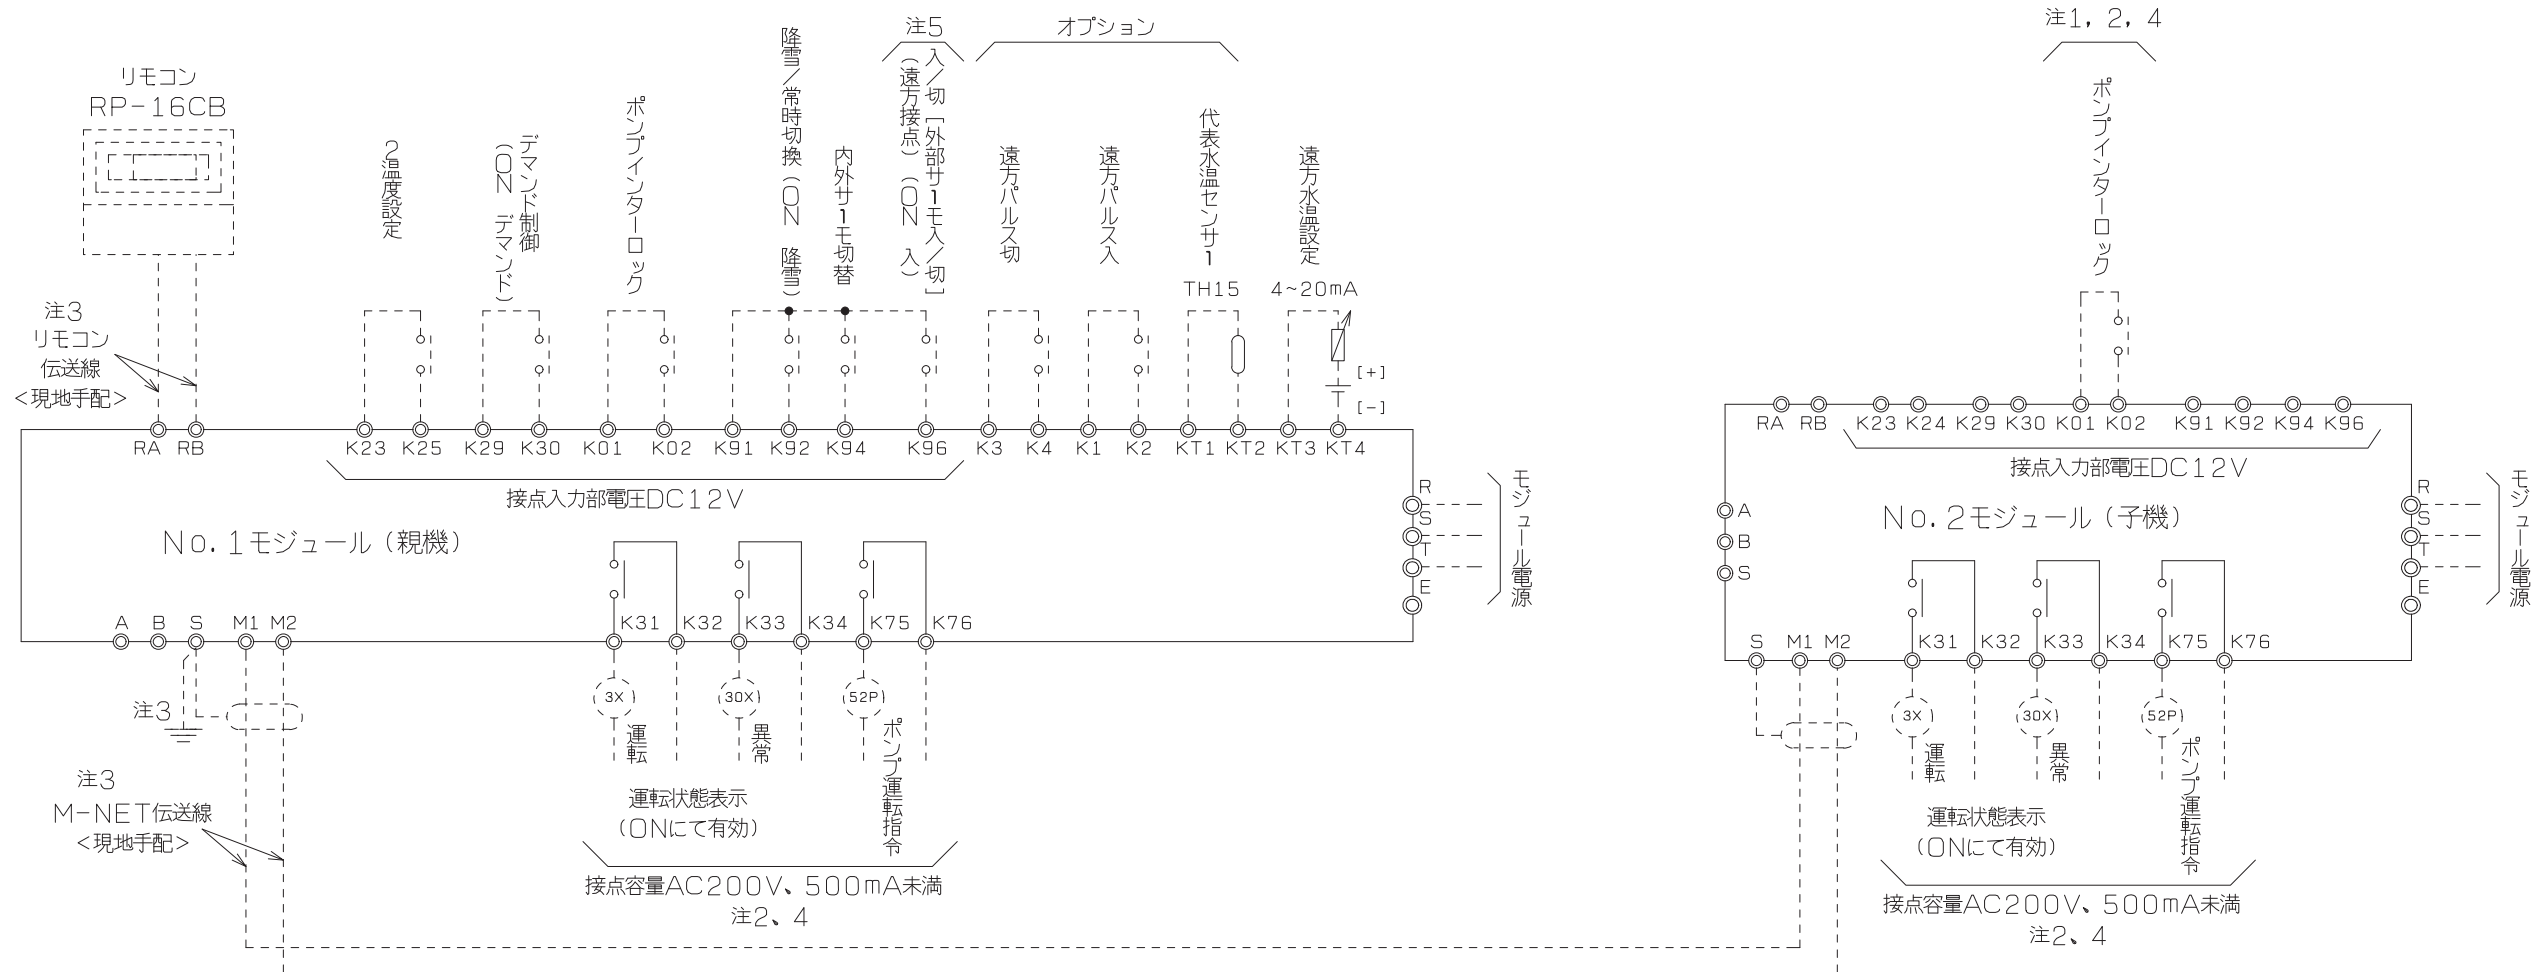 リモコン
RP-16CB
注3
リモコン
伝送線
<現地手配>
2温度設定
デマンド制御
(ON デマンド)
ポンプインターロック
降雪/常時切換(ON 降雪)
内外サーモ切替
注5
入/切[外部サーモ入/切]
(遠方接点)(ON 入)
オプション
遠方パルス切
遠方パルス入
代表水温センサー
TH15
遠方水温設定
4~20mA
[+]
[-]
RA RB K23 K25 K29 K30 K01 K02 K91 K92 K94 K96 K3 K4 K1 K2 KT1 KT2 KT3 KT4
接点入力部電圧DC12V
No.1モジュール(親機)
R
S
T
E
モジュール電源
A B S M1 M2 K31 K32 K33 K34 K75 K76
3X 30X 52P
運転
異常
ポンプ運転指令
注3
注3
M-NET伝送線
<現地手配>
運転状態表示
(ONにて有効)
接点容量AC200V、500mA未満
注2、4
注1,2,4
ポンプインターロック
RA RB K23 K24 K29 K30 K01 K02 K91 K92 K94 K96
接点入力部電圧DC12V
A
B
S
No.2モジュール(子機)
R
S
T
E
モジュール電源
S M1 M2 K31 K32 K33 K34 K75 K76
3X 30X 52P
運転
異常
ポンプ運転指令
運転状態表示
(ONにて有効)
接点容量AC200V、500mA未満
注2、4